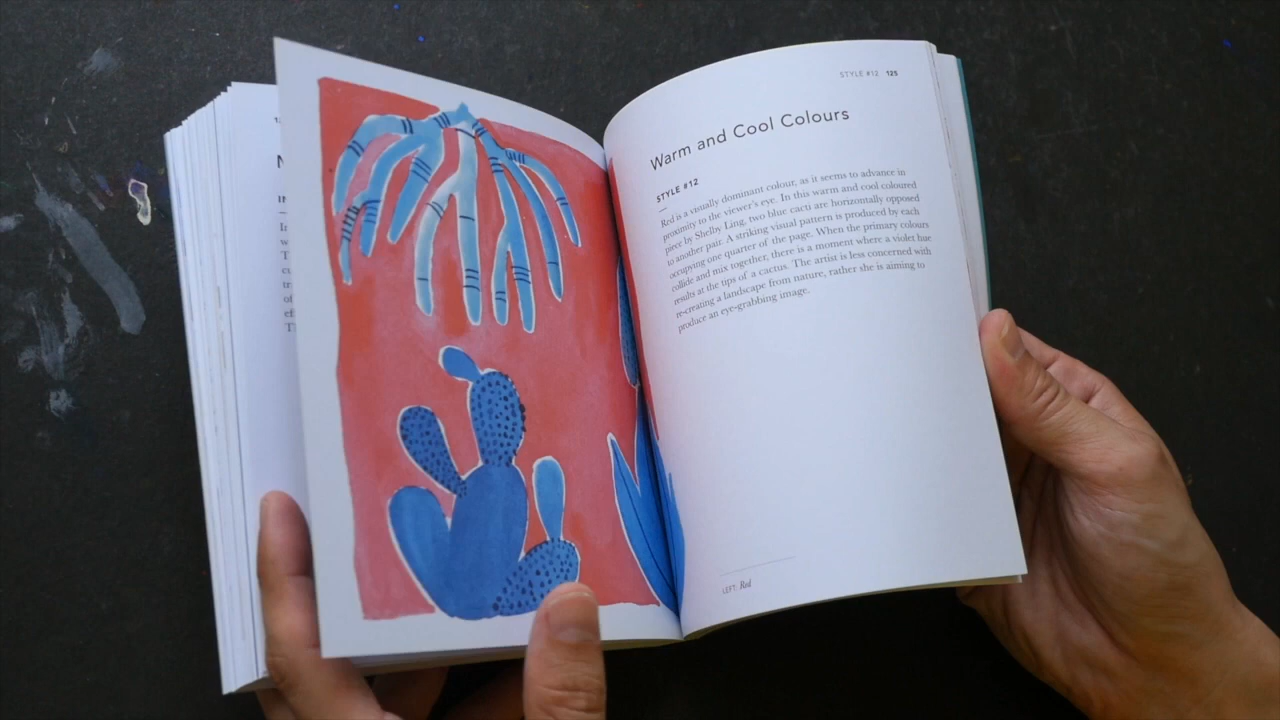 STYLE #12 125
Warm and Cool Colours
STYLE #12
Red is a visually dominant colour, as it seems to advance in
proximity to the viewer's eye. In this warm and cool coloured
piece by Shelby Ling, two blue cacti are horizontally opposed
to another pair. A striking visual pattern is produced by each
occupying one quarter of the page. When the primary colours
collide and mix together, there is a moment where a violet hue
results at the tips of a cactus. The artist is less concerned with
re-creating a landscape from nature, rather she is aiming to
produce an eye-grabbing image.
LEFT: Red